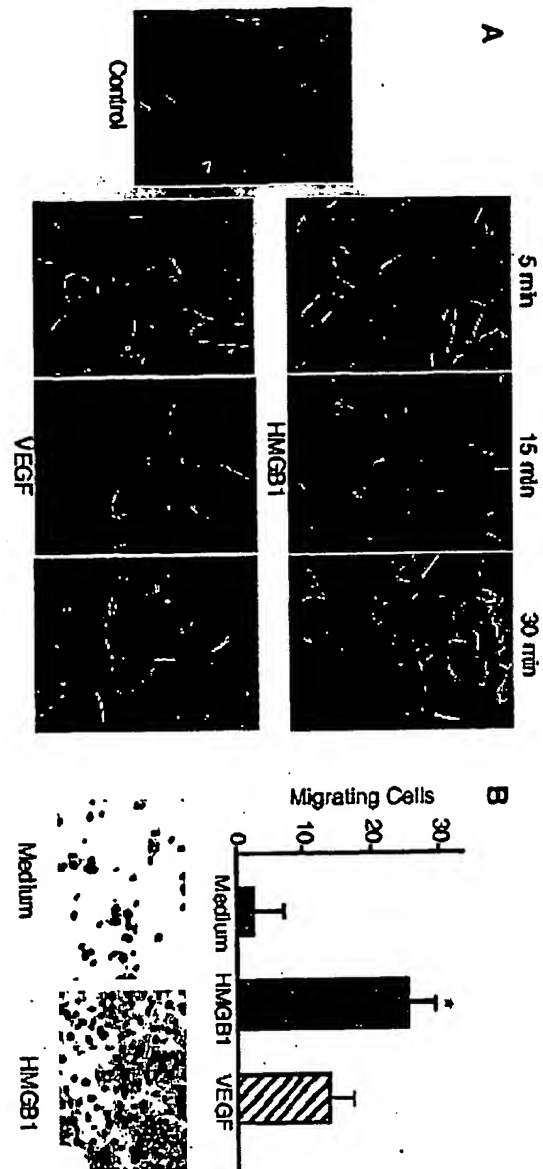 A
5 min
15 min
30 min
Control
HMGB1
VEGF
B
Migrating Cells
30
20
10
0
Medium
HMGB1
VEGF
*
Medium
HMGB1